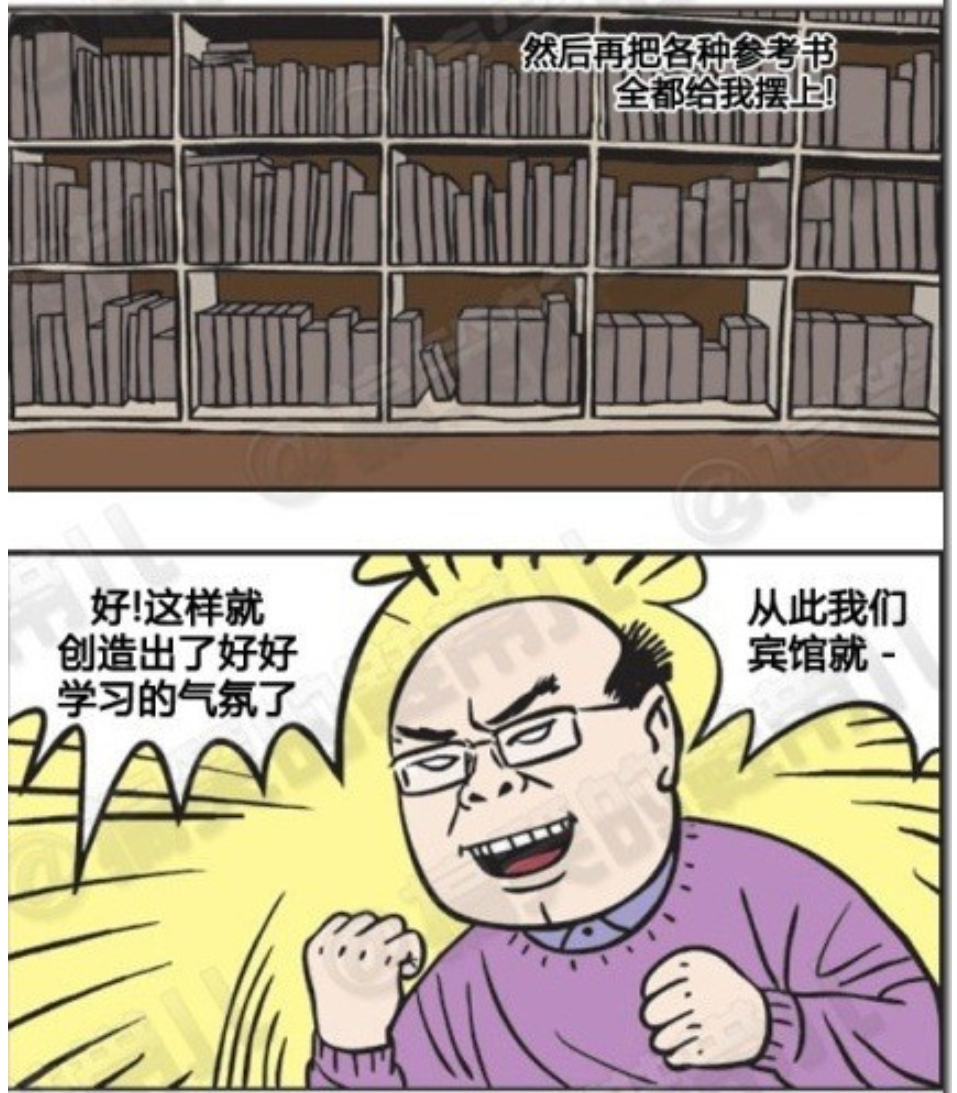 然后再把各种参考书
全都给我摆上!
好!这样就
创造出了好好
学习的气氛了
从此我们
宾馆就 -